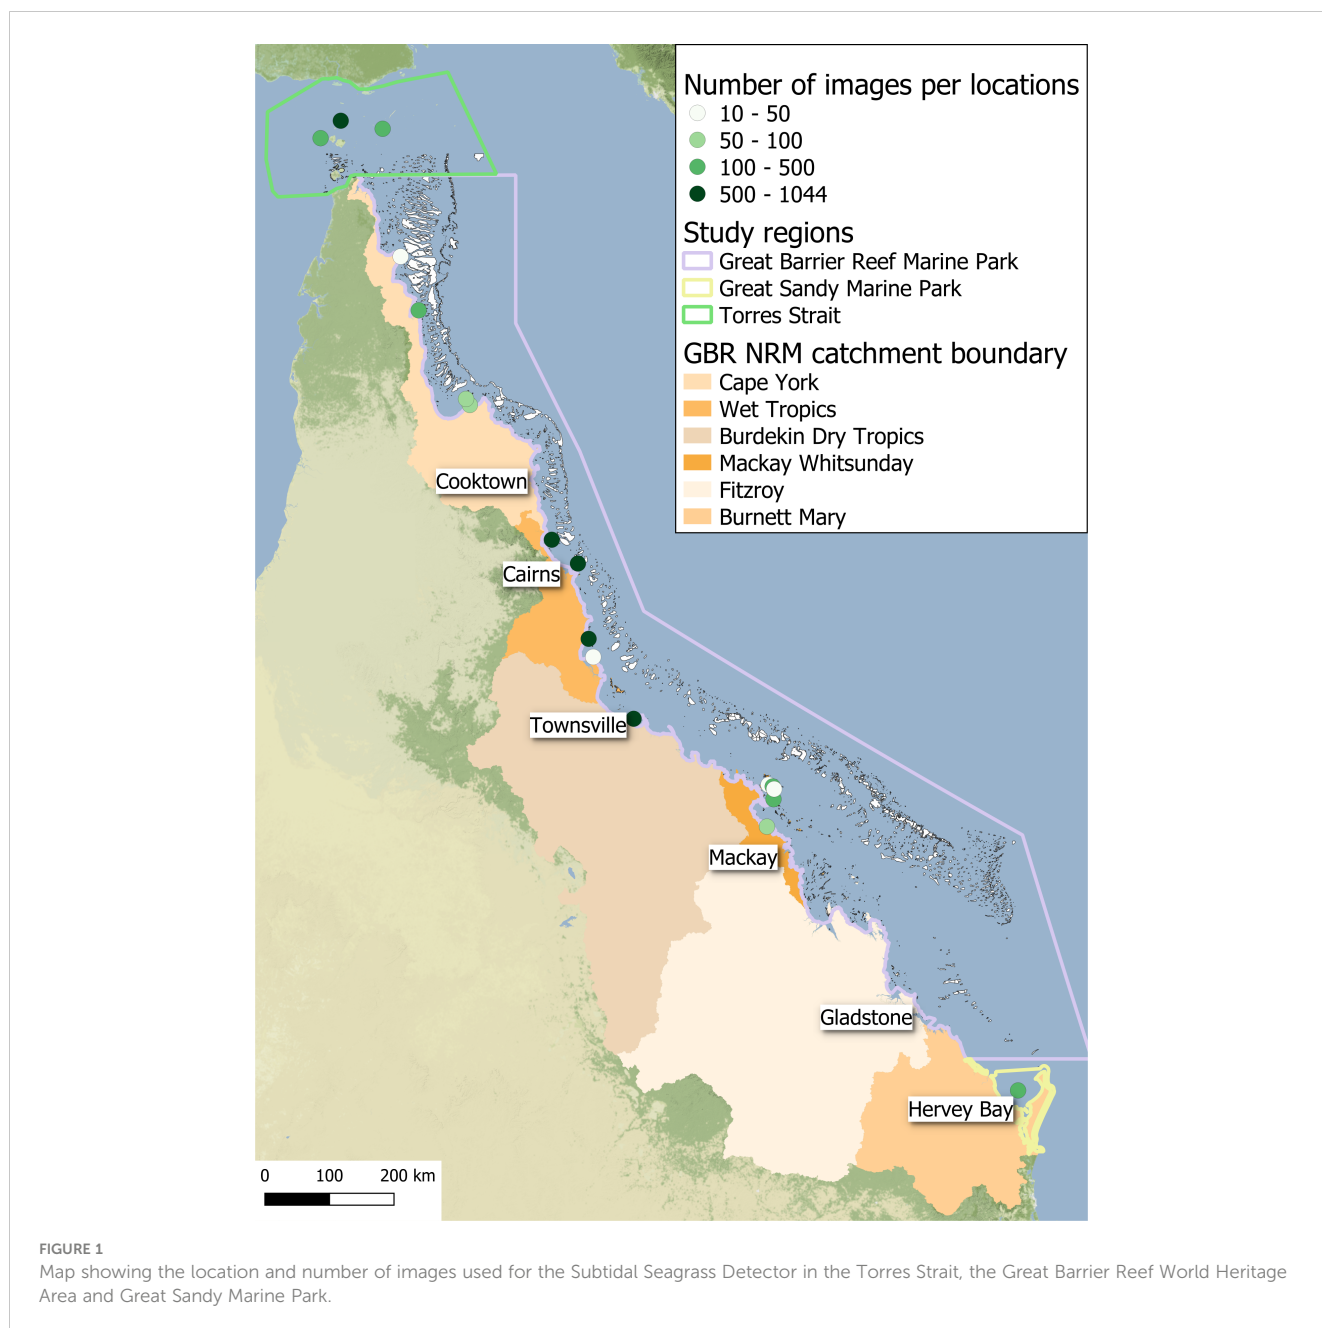 Number of images per locations
10 - 50
50 - 100
100 - 500
500 - 1044
Study regions
Great Barrier Reef Marine Park
Great Sandy Marine Park
Torres Strait
GBR NRM catchment boundary
Cape York
Wet Tropics
Burdekin Dry Tropics
Mackay Whitsunday
Fitzroy
Burnett Mary
Cooktown
Cairns
Townsville
Mackay
Gladstone
Hervey Bay
0 100 200 km
FIGURE 1
Map showing the location and number of images used for the Subtidal Seagrass Detector in the Torres Strait, the Great Barrier Reef World Heritage
Area and Great Sandy Marine Park.